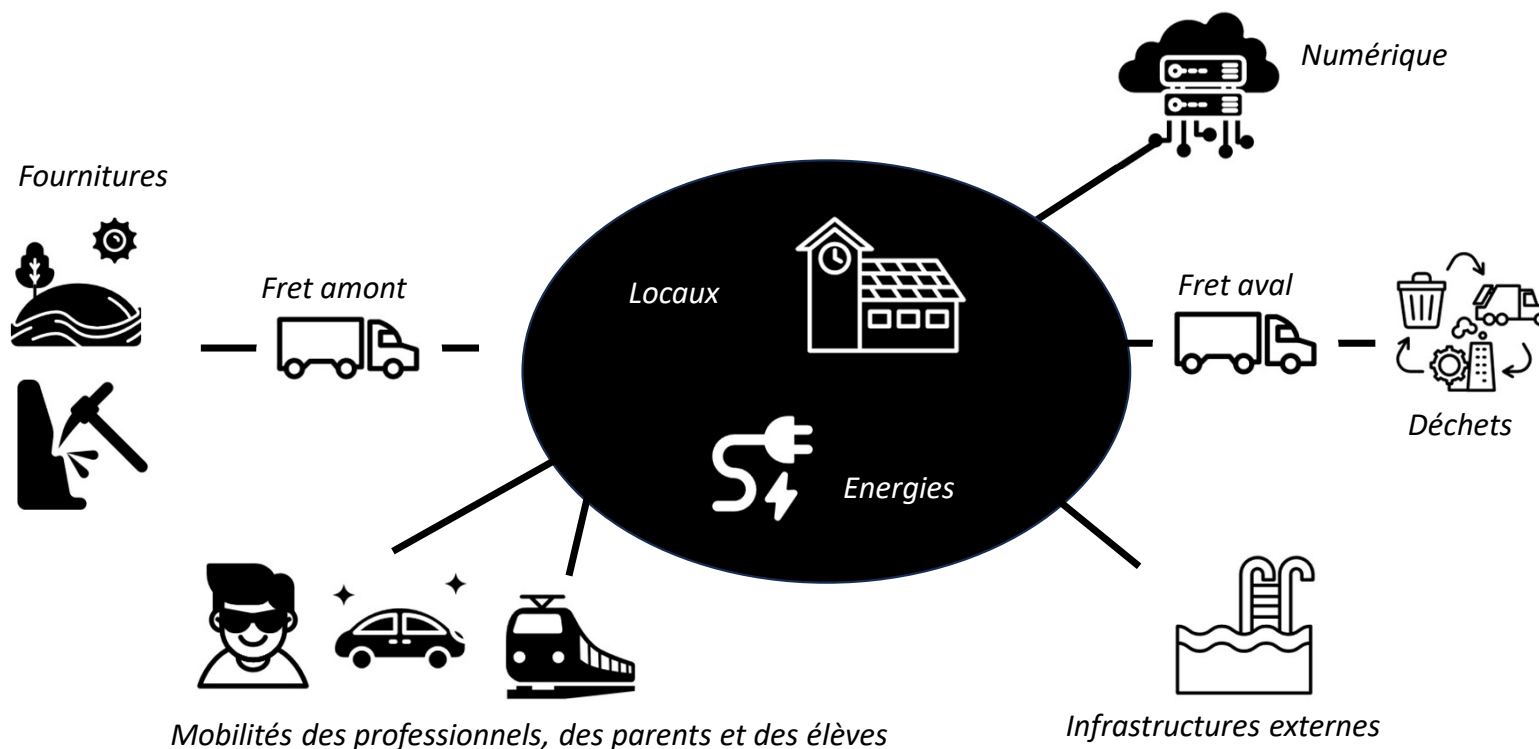 Numérique
Fournitures
Fret amont
Locaux
Fret aval
Déchets
Energies
Mobilités des professionnels, des parents et des élèves
Infrastructures externes